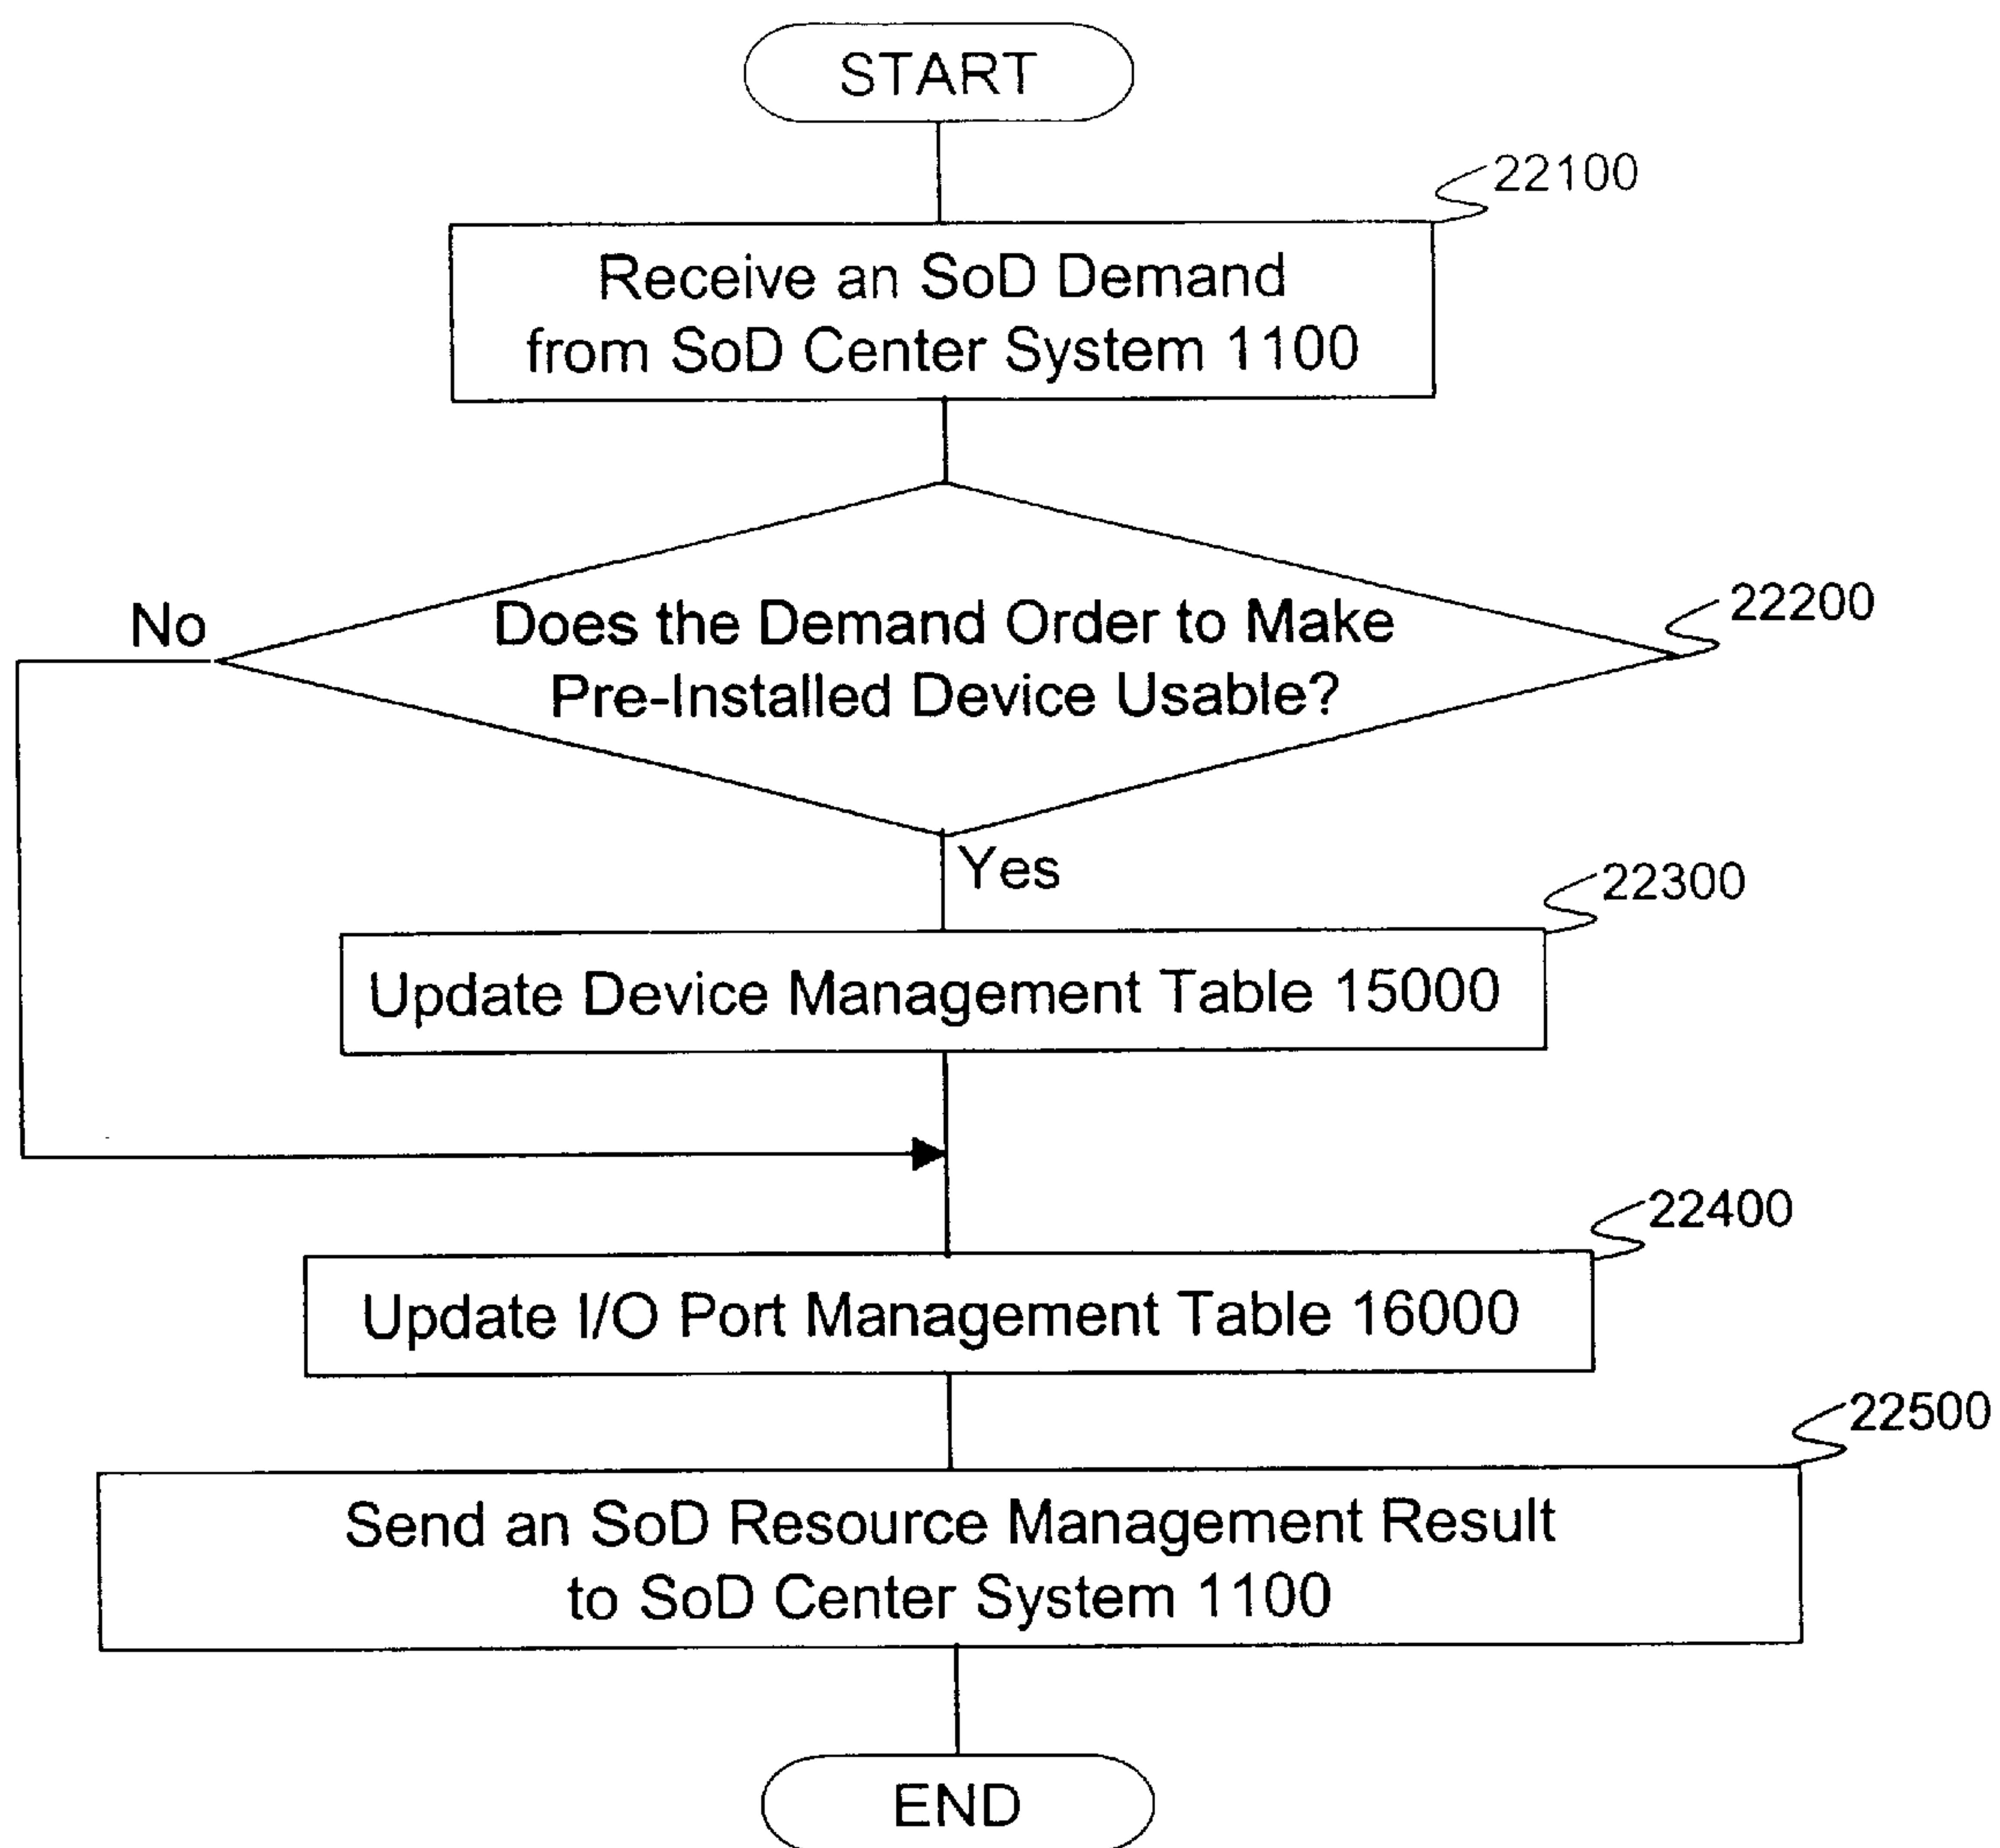 START
22100
Receive an SoD Demand
from SoD Center System 1100
22200
No
Does the Demand Order to Make
Pre-Installed Device Usable?
Yes
22300
Update Device Management Table 15000
22400
Update I/O Port Management Table 16000
22500
Send an SoD Resource Management Result
to SoD Center System 1100
END